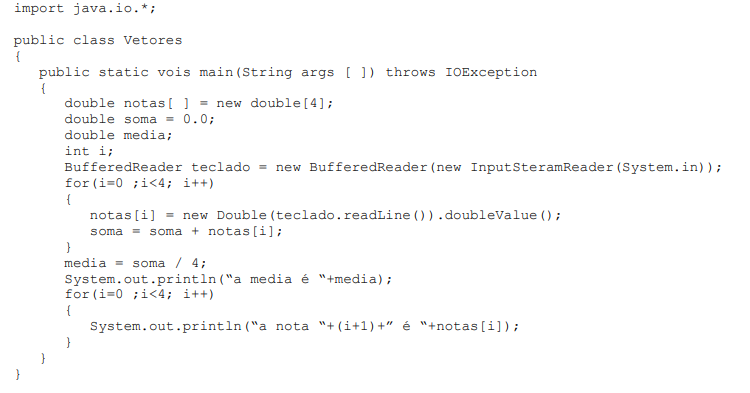 import java.io.*;
public class Vetores
{
public static vois main(String args [ ]) throws IOException
{
double notas[ ] = new double[4];
double soma = 0.0;
double media;
int i;
BufferedReader teclado = new BufferedReader(new InputSteramReader(System.in));
for(i=0 ;i<4; i++)
{
notas[i] = new Double(teclado.readLine()).doubleValue();
soma = soma + notas[i];
}
media = soma / 4;
System.out.println(“a media é “+media);
for(i=0 ;i<4; i++)
{
System.out.println(“a nota “+(i+1)+” é “+notas[i]);
}
}
}